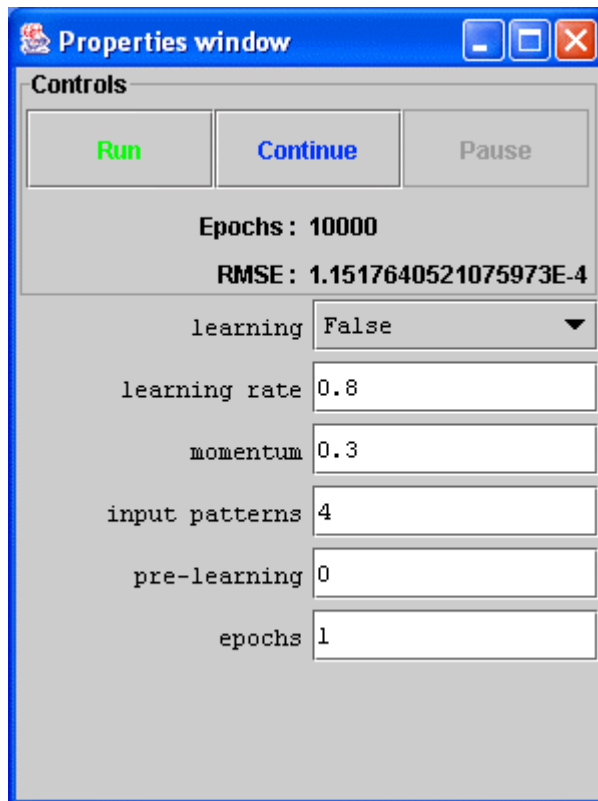 Properties window
Controls
Run Continue Pause
Epochs: 10000
RMSE: 1.1517640521075973E-4
learning False
learning rate 0.8
momentum 0.3
input patterns 4
pre-learning 0
epochs 1